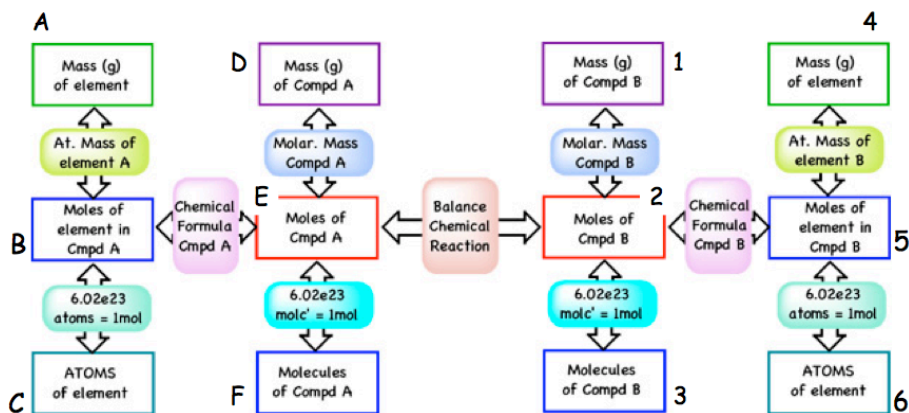 A
4
D
1
Mass (g)
of element
Mass (g)
of Compd A
Mass (g)
of Compd B
Mass (g)
of element
At. Mass of
element A
Molar. Mass
Compd A
Molar. Mass
Compd B
At. Mass of
element B
E
2
B
Moles of
element in
Cmpd A
Chemical
Formula
Cmpd A
Moles of
Cmpd A
Balance
Chemical
Reaction
Moles of
Cmpd B
Chemical
Formula
Cmpd B
Moles of
element in
Cmpd B
5
6.02e23
atoms = 1mol
6.02e23
molc' = 1mol
6.02e23
molc' = 1mol
6.02e23
atoms = 1mol
C
ATOMS
of element
F
Molecules
of Compd A
Molecules
of Compd B
3
ATOMS
of element
6